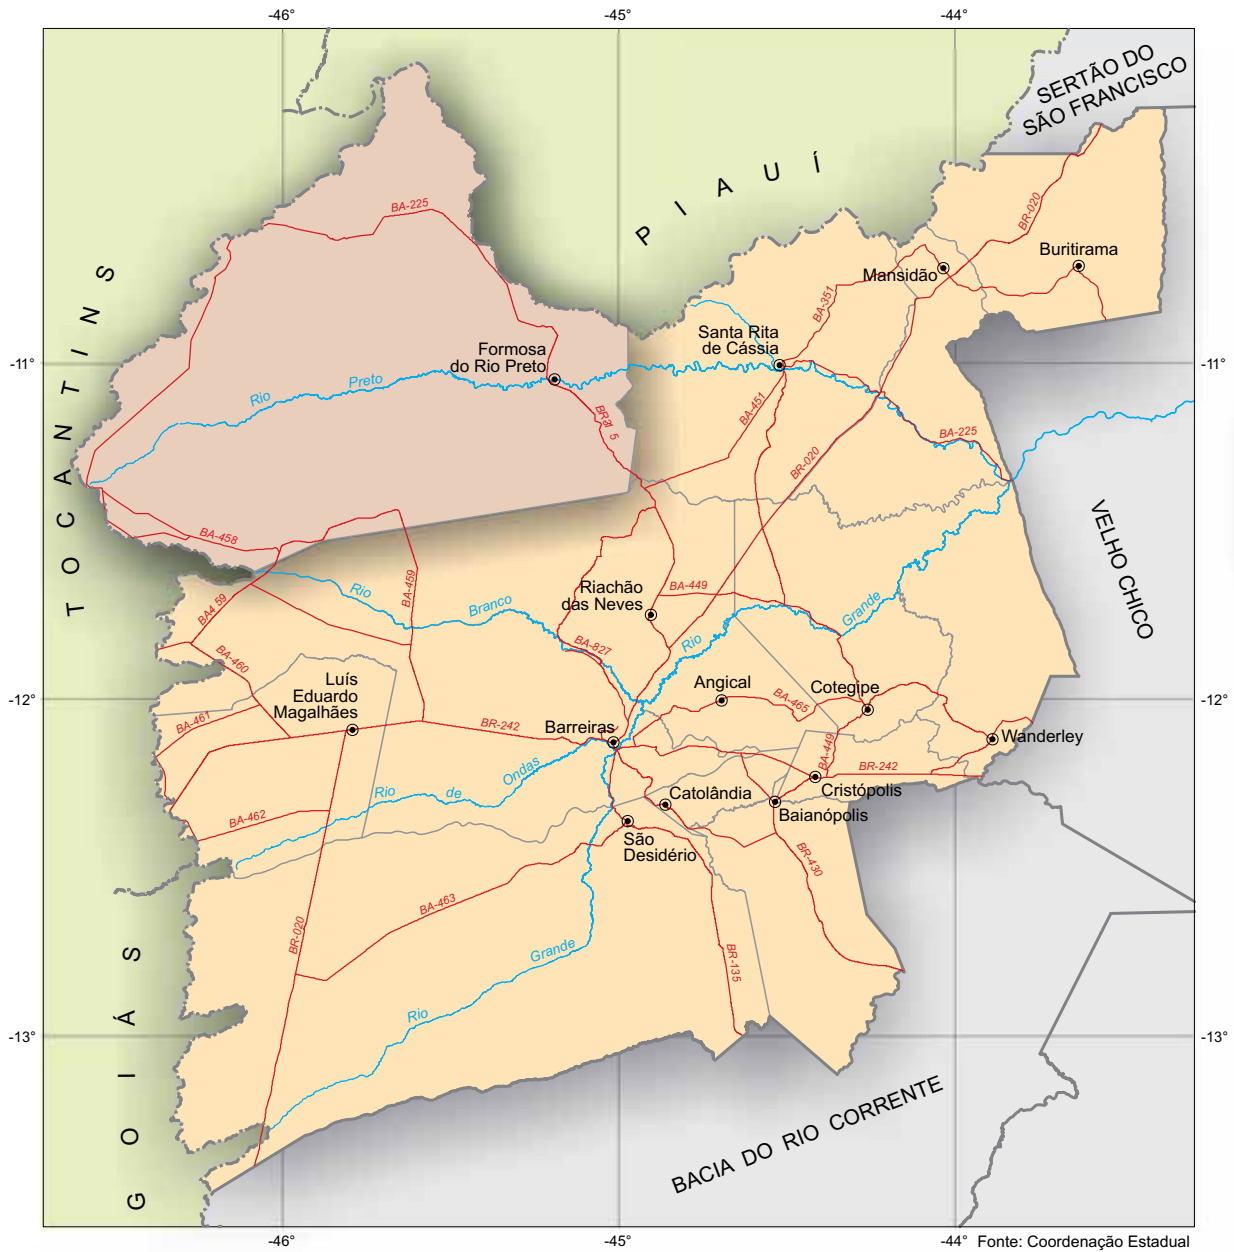 -46°
-45°
-44°
SERTÃO DO
SÃO FRANCISCO
PIAUÍ
BA-225
BR-020
Buritirama
Mansidão
TOCANTINS
BA-351
Santa Rita
de Cássia
Formosa
do Rio Preto
-11°
-11°
Rio
Preto
BA-451
BA-225
BR-020
BA-458
VELHO CHICO
BA-459
BA4 59
Rio
Branco
Riachão
das Neves
BA-449
Grande
Rio
BA-827
BA-460
Luís
Eduardo
Magalhães
Angical
Cotegipe
BA-465
-12°
-12°
BA-461
BR-242
Barreiras
Wanderley
BA-449
BR-242
Ondas
de
Rio
Catolândia
Cristópolis
Baianópolis
BA-462
São
Desidério
BR-430
BA-463
BR-020
Grande
BR-135
Rio
GOIÁS
-13°
-13°
BACIA DO RIO CORRENTE
-46°
-45°
-44°
Fonte: Coordenação Estadual